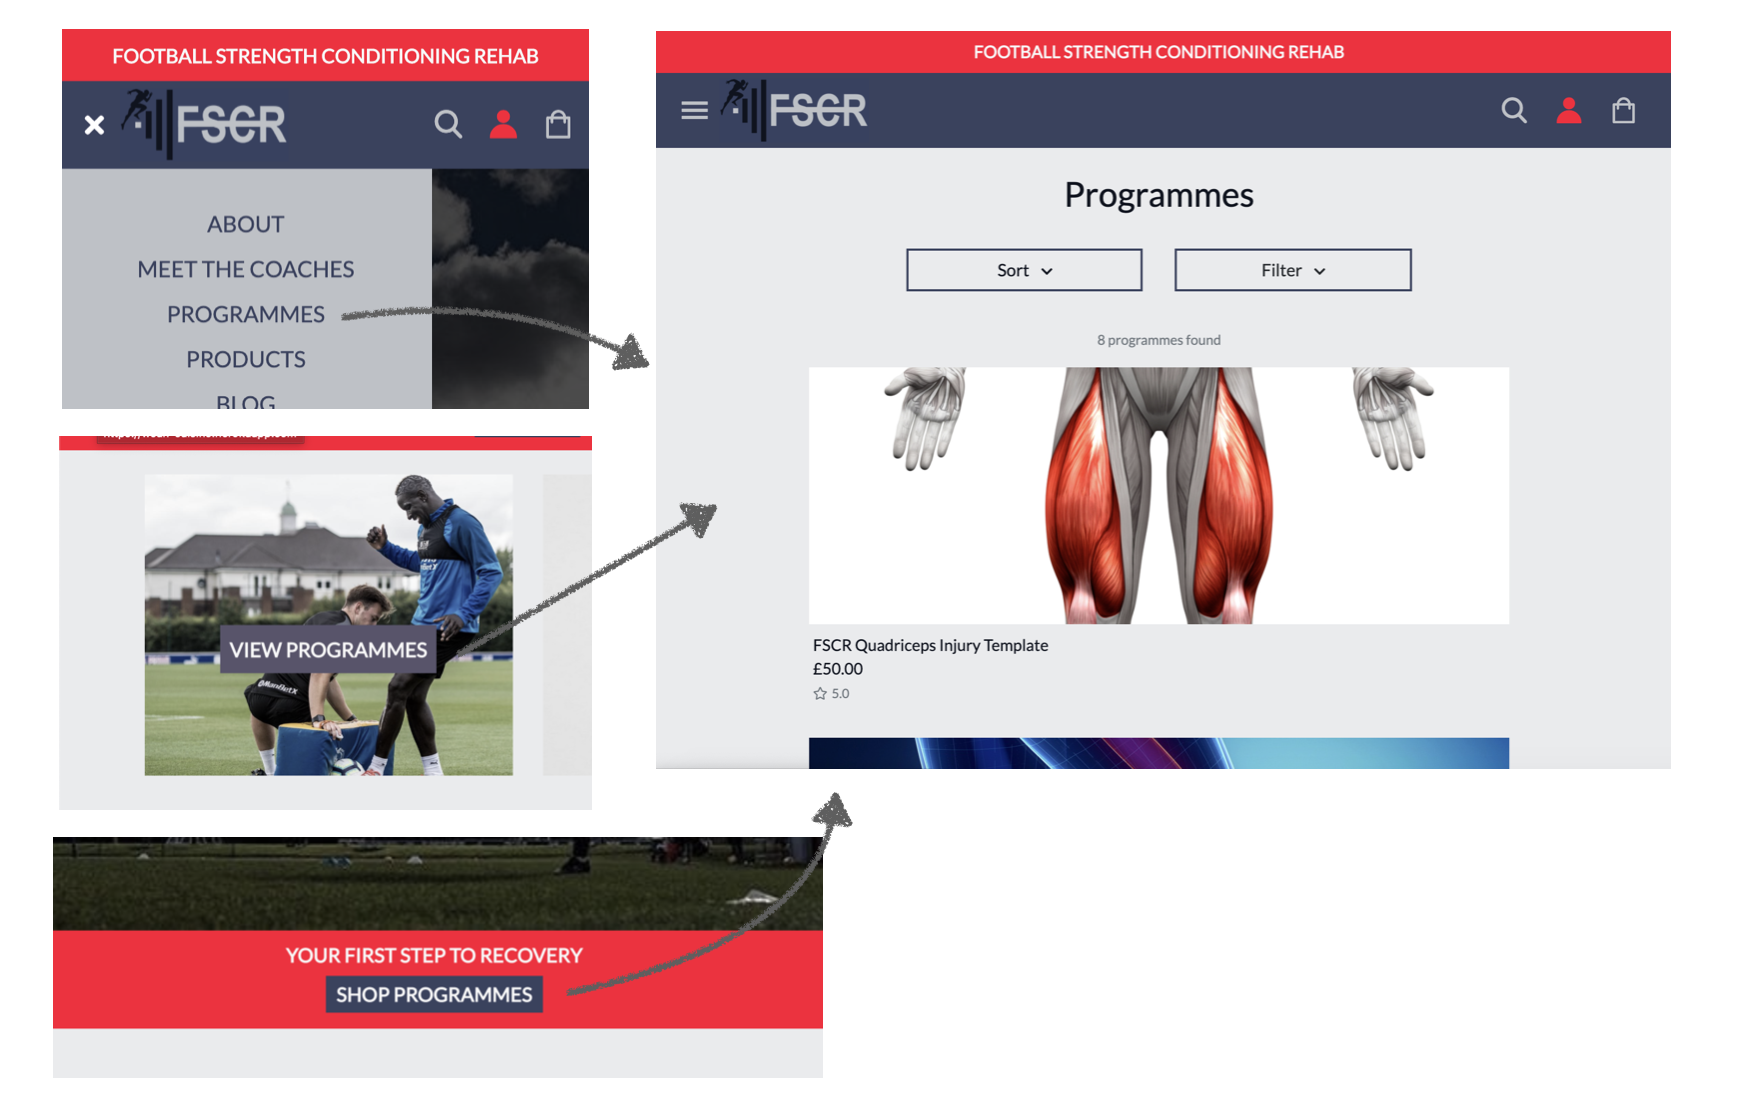 FOOTBALL STRENGTH CONDITIONING REHAB
FSCR
ABOUT
MEET THE COACHES
PROGRAMMES
PRODUCTS
BLOG
VIEW PROGRAMMES
YOUR FIRST STEP TO RECOVERY
SHOP PROGRAMMES
FOOTBALL STRENGTH CONDITIONING REHAB
FSCR
Programmes
Sort
Filter
8 programmes found
FSCR Quadriceps Injury Template
£50.00
5.0